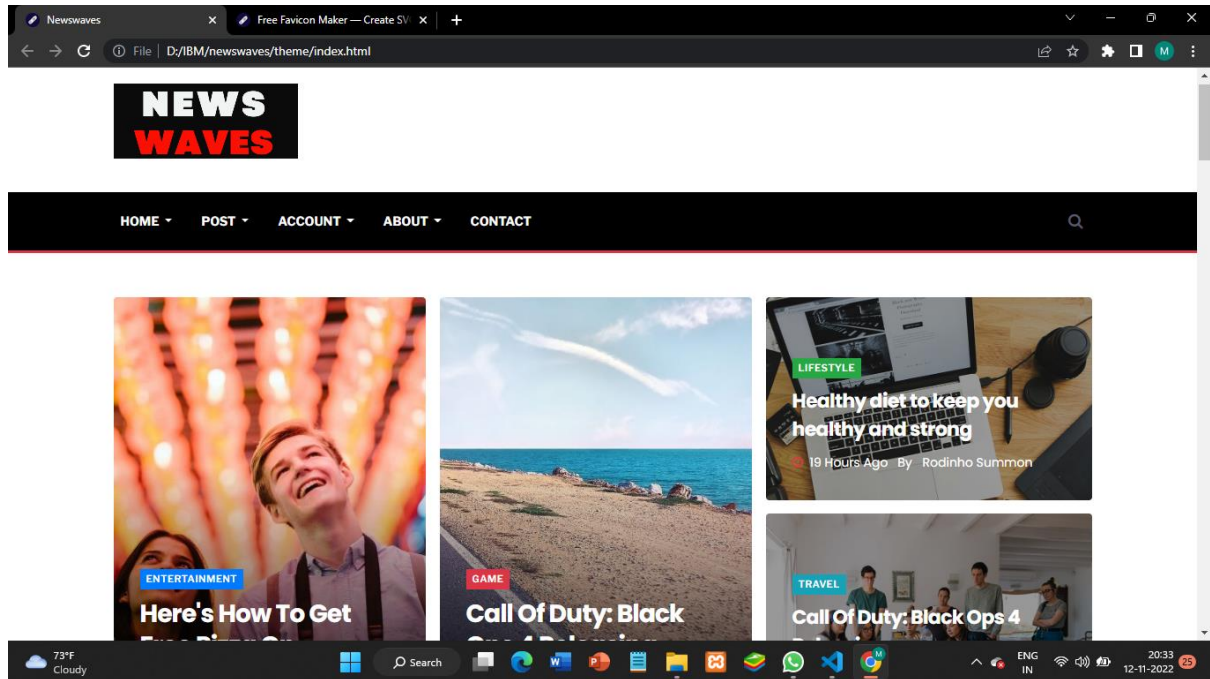 Newswaves
Free Favicon Maker — Create SV
File | D:/IBM/newswaves/theme/index.html
M
NEWS
WAVES
HOME POST ACCOUNT ABOUT CONTACT
LIFESTYLE
Healthy diet to keep you
healthy and strong
19 Hours Ago By Rodinho Summon
ENTERTAINMENT
Here's How To Get
GAME
Call Of Duty: Black
TRAVEL
Call Of Duty: Black Ops 4
73°F
Cloudy
Search
ENG
IN
20:33
12-11-2022
25